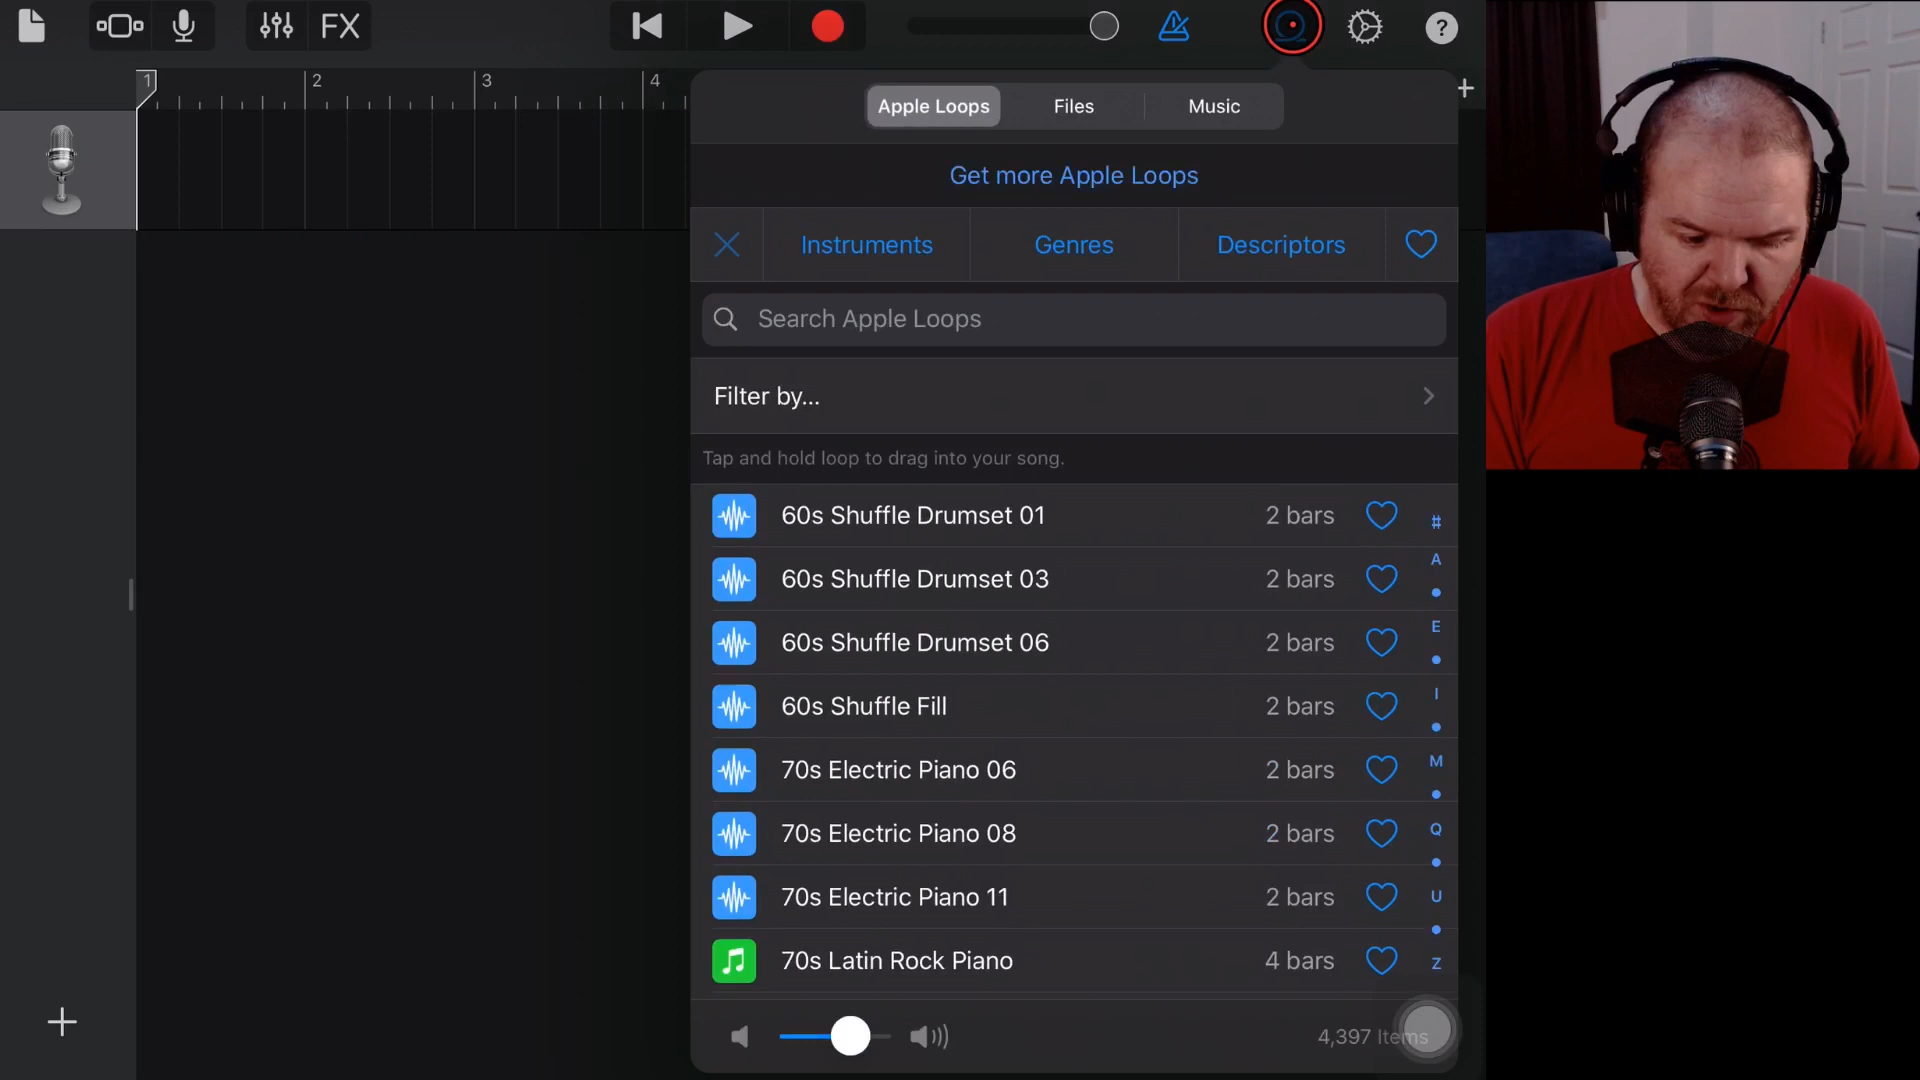 FX
?
1 2 3 4
Apple Loops Files Music
Get more Apple Loops
Instruments Genres Descriptors
Search Apple Loops
Filter by...
Tap and hold loop to drag into your song.
60s Shuffle Drumset 01 2 bars
60s Shuffle Drumset 03 2 bars
60s Shuffle Drumset 06 2 bars
60s Shuffle Fill 2 bars
70s Electric Piano 06 2 bars
70s Electric Piano 08 2 bars
70s Electric Piano 11 2 bars
70s Latin Rock Piano 4 bars
#
A
E
I
M
Q
U
Z
4,397 Items